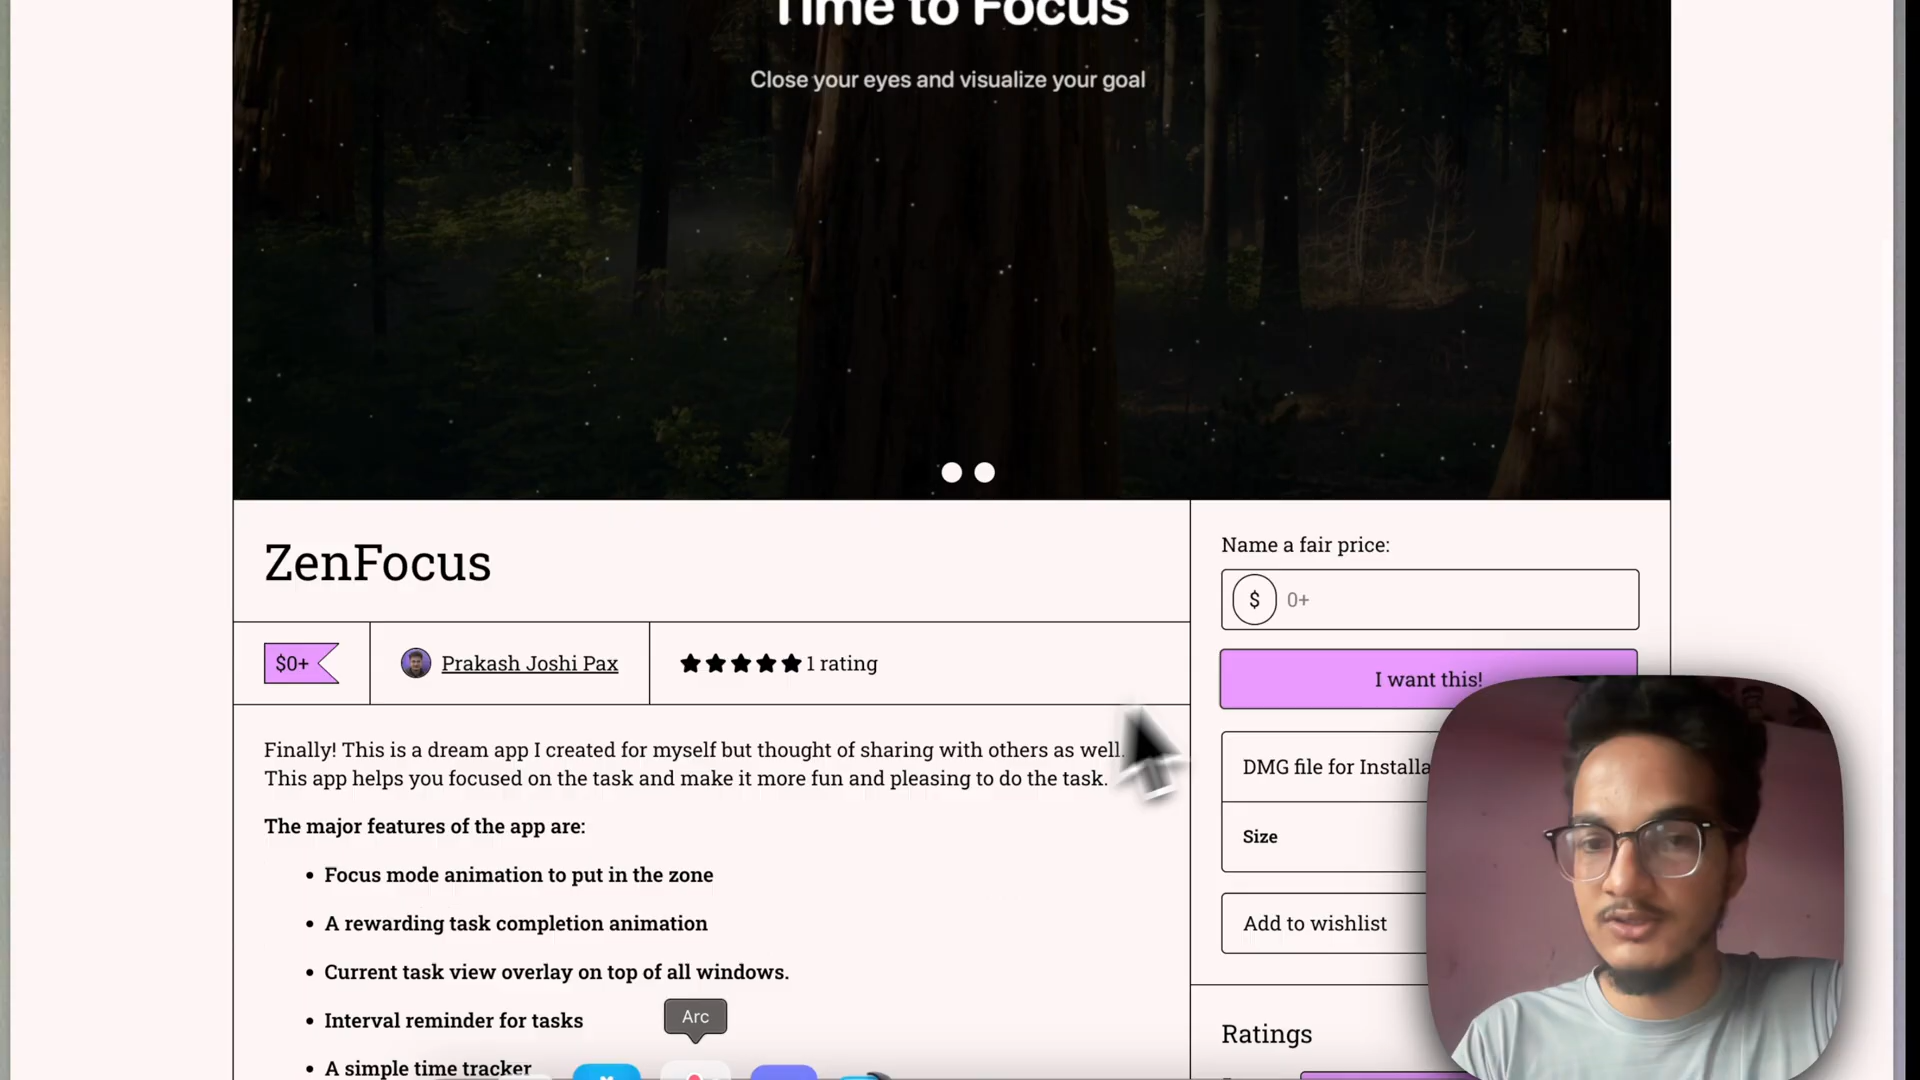 Time to Focus
Close your eyes and visualize your goal
ZenFocus
$0+
Prakash Joshi Pax
1 rating
Finally! This is a dream app I created for myself but thought of sharing with others as well.
This app helps you focused on the task and make it more fun and pleasing to do the task.
The major features of the app are:
• Focus mode animation to put in the zone
• A rewarding task completion animation
• Current task view overlay on top of all windows.
• Interval reminder for tasks
• A simple time tracker
Name a fair price:
$ 0+
I want this!
DMG file for Installa
Size
Add to wishlist
Ratings
Arc